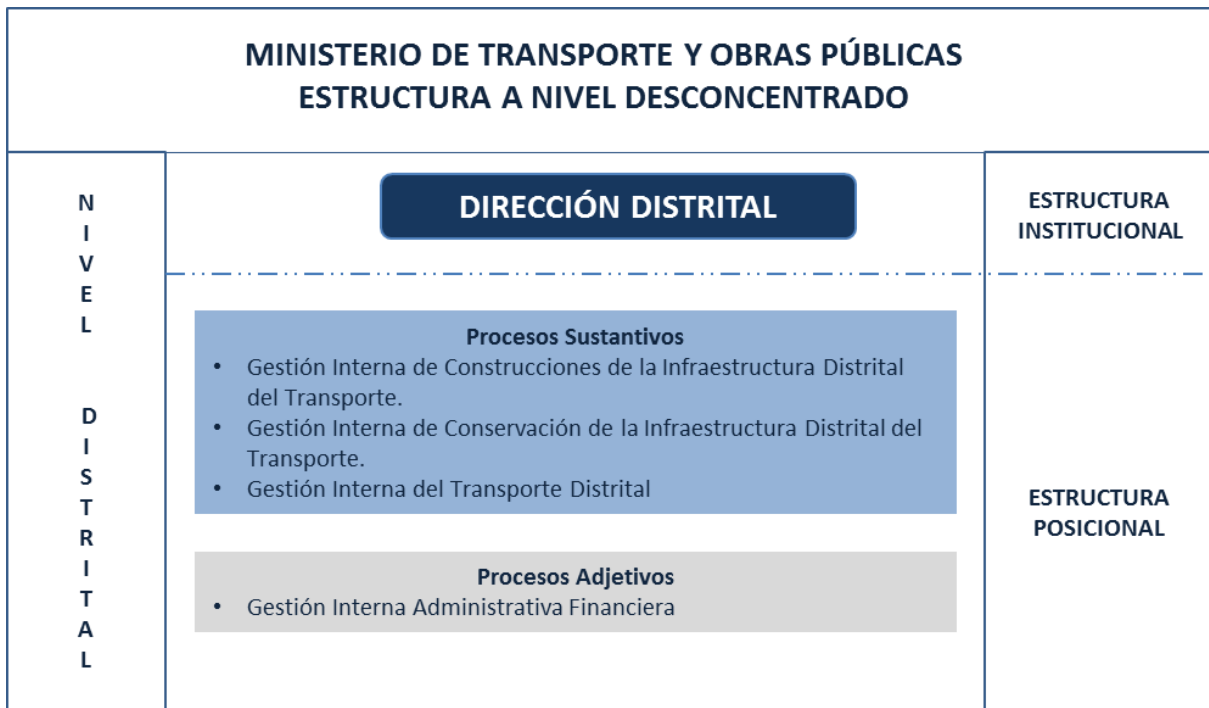 MINISTERIO DE TRANSPORTE Y OBRAS PÚBLICAS
ESTRUCTURA A NIVEL DESCONCENTRADO
NIVEL DISTRITAL
DIRECCIÓN DISTRITAL
ESTRUCTURA
INSTITUCIONAL
Procesos Sustantivos
• Gestión Interna de Construcciones de la Infraestructura Distrital
del Transporte.
• Gestión Interna de Conservación de la Infraestructura Distrital del
Transporte.
• Gestión Interna del Transporte Distrital
Procesos Adjetivos
• Gestión Interna Administrativa Financiera
ESTRUCTURA
POSICIONAL